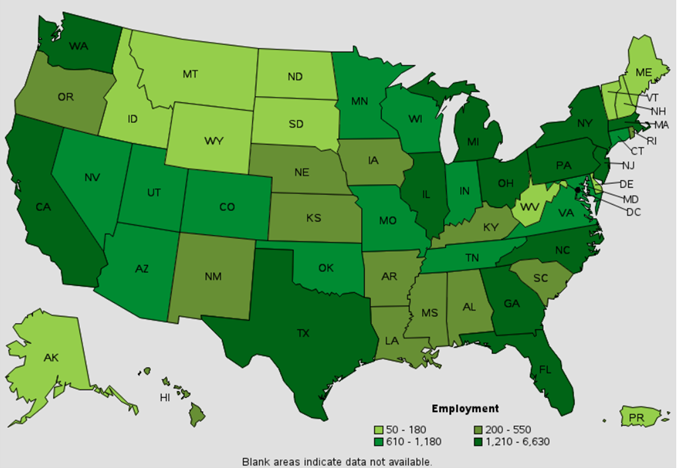 WA
MT
ND
ME
OR
MN
VT
ID
SD
WI
NH
WY
MI
NY
MA
RI
CT
NE
IA
PA
NJ
NV
IL
IN
OH
DE
UT
CO
MD
WV
VA
DC
CA
KS
MO
KY
NC
TN
AZ
NM
OK
AR
SC
MS
AL
GA
TX
LA
AK
FL
HI
Employment
PR
50 - 180
200 - 550
610 - 1,180
1,210 - 6,630
Blank areas indicate data not available.